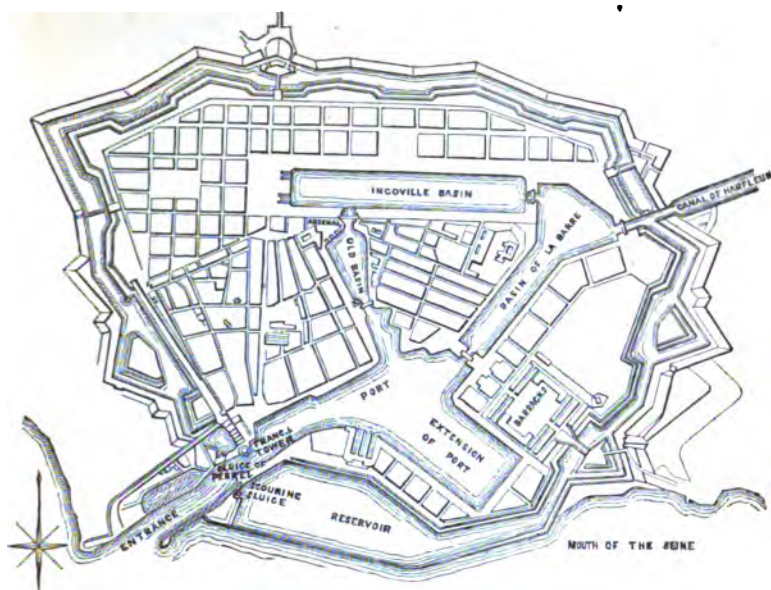 INGOVILLE BASIN
CANAL OF HARFLEUR
ARSENAL
OLD BASIN
BASIN OF LA BARRE
PORT
EXTENSION
OF PORT
BARRACKS
TOWER
SLUICE OF
SCOURING
SLUICE
ENTRANCE
RESERVOIR
MOUTH OF THE SEINE